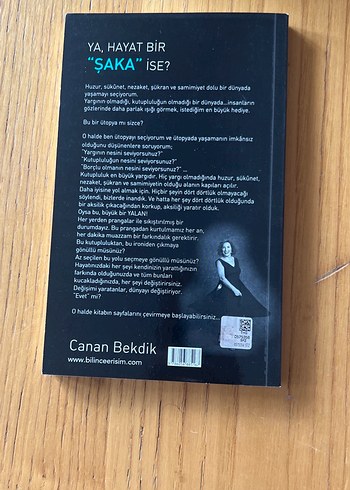 YA, HAYAT BİR
“ŞAKA” İSE?
Huzur, sükûnet, nezaket, şükran ve samimiyet dolu bir dünyada
yaşamayı seçiyorum.
Yargının olmadığı, kutupluluğun olmadığı bir dünyada...insanların
gözlerinde daha parlak ışığı görmek, istediğim en büyük hediye.
Bu bir ütopya mı sizce?
O halde ben ütopyayı seçiyorum ve ütopyada yaşamanın imkânsız
olduğunu düşünenlere soruyorum;
“Yargının nesini seviyorsunuz?”
“Kutupluluğun nesini seviyorsunuz?”
“Borçlu olmanın nesini seviyorsunuz?” ...
Kutupluluk en büyük yargıdır. Hiç yargı olmadığında huzur, sükûnet,
nezaket, şükran ve samimiyetin olduğu alanın kapıları açılır.
Daha iyisine yol almak için. Hiçbir şeyin dört dörtlük olmayacağı
söylendi, bizlerde inandık. Ve hatta her şey dört dörtlük olduğunda
bir aksilik çıkacağından korkup, aksiliği yaratır olduk.
Oysa bu, büyük bir YALAN!
Her yerden prangalar ile sıkıştırılmış bir
durumdayız. Bu prangadan kurtulmamız her an,
her dakika muazzam bir farkındalık gerektirir.
Bu kutupluluktan, bu ironiden çıkmaya
gönüllü müsünüz?
Az seçilen bu yolu seçmeye gönüllü müsünüz?
Hayatınızdaki her şeyi kendinizin yarattığınızın
farkında olduğunuzda ve tüm bunları
kucakladığınızda, her şeyi değiştirirsiniz.
Değişimi yaratanlar, dünyayı değiştiriyor.
“Evet” mi?
O halde kitabın sayfalarını çevirmeye başlayabilirsiniz...
Canan Bekdik
www.bilinceerisim.com